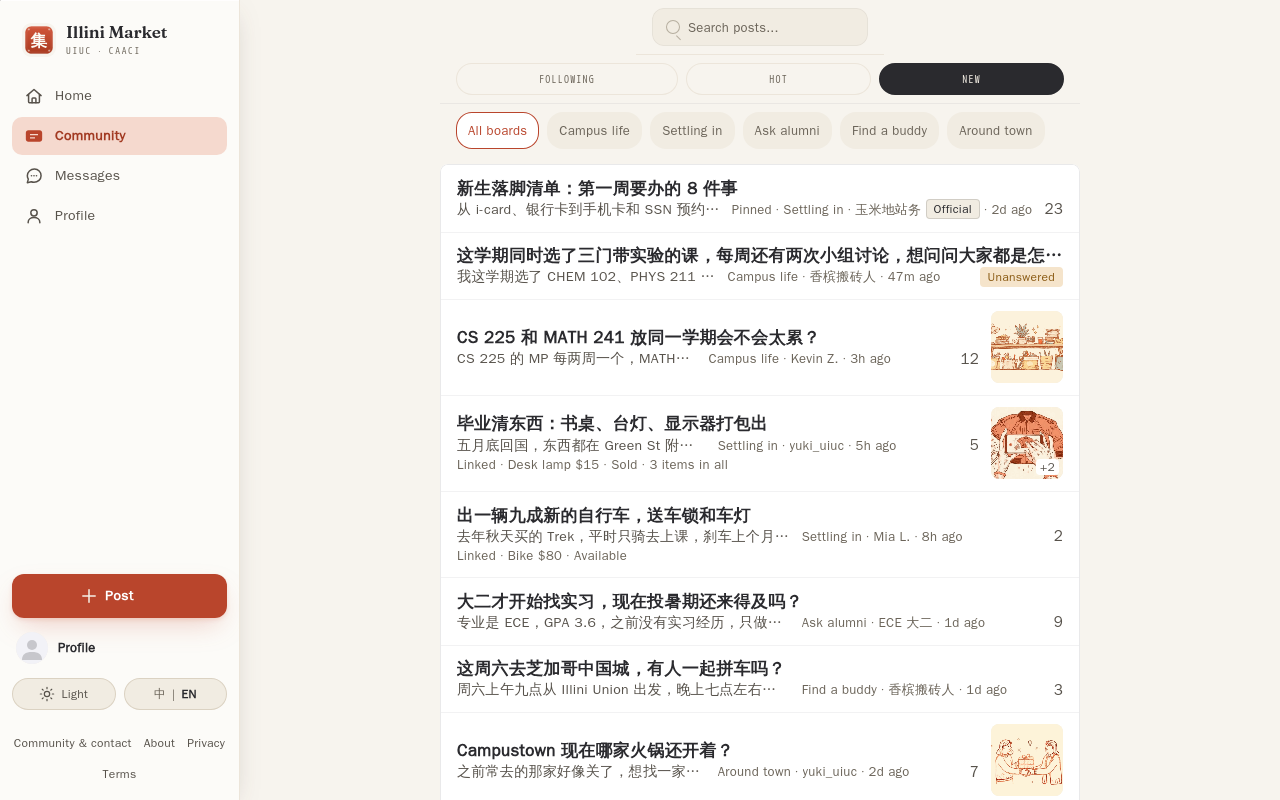 集
Illini Market
UIUC · CAACI
Home
Community
Messages
Profile
Post
Profile
Light
中 | EN
Community & contact
About
Privacy
Terms
Search posts...
FOLLOWING
HOT
NEW
All boards
Campus life
Settling in
Ask alumni
Find a buddy
Around town
新生落脚清单：第一周要办的 8 件事
从 i-card、银行卡到手机卡和 SSN 预约… Pinned · Settling in · 玉米地站务 Official · 2d ago 23
这学期同时选了三门带实验的课，每周还有两次小组讨论，想问问大家都是怎…
我这学期选了 CHEM 102、PHYS 211 … Campus life · 香槟搬砖人 · 47m ago Unanswered
CS 225 和 MATH 241 放同一学期会不会太累？
CS 225 的 MP 每两周一个，MATH… Campus life · Kevin Z. · 3h ago 12
毕业清东西：书桌、台灯、显示器打包出
五月底回国，东西都在 Green St 附… Settling in · yuki_uiuc · 5h ago 5
Linked · Desk lamp $15 · Sold · 3 items in all
+2
出一辆九成新的自行车，送车锁和车灯
去年秋天买的 Trek，平时只骑去上课，刹车上个月… Settling in · Mia L. · 8h ago 2
Linked · Bike $80 · Available
大二才开始找实习，现在投暑期还来得及吗？
专业是 ECE，GPA 3.6，之前没有实习经历，只做… Ask alumni · ECE 大二 · 1d ago 9
这周六去芝加哥中国城，有人一起拼车吗？
周六上午九点从 Illini Union 出发，晚上七点左右… Find a buddy · 香槟搬砖人 · 1d ago 3
Campustown 现在哪家火锅还开着？
之前常去的那家好像关了，想找一家… Around town · yuki_uiuc · 2d ago 7